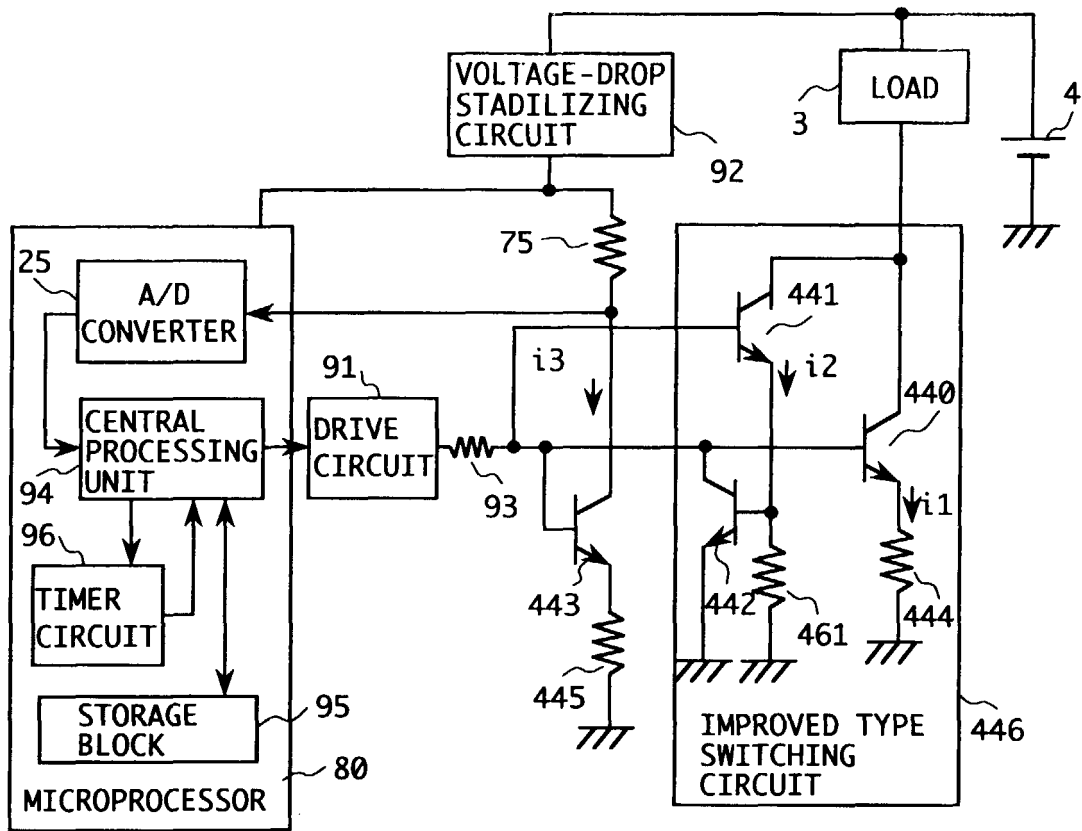 VOLTAGE-DROP
STADILIZING
CIRCUIT
92
LOAD
3
4
75
25
A/D
CONVERTER
441
i3
i2
91
440
CENTRAL
PROCESSING
UNIT
94
DRIVE
CIRCUIT
93
i1
96
TIMER
CIRCUIT
443
442
461
444
445
STORAGE
BLOCK
95
80
MICROPROCESSOR
IMPROVED TYPE
SWITCHING
CIRCUIT
446